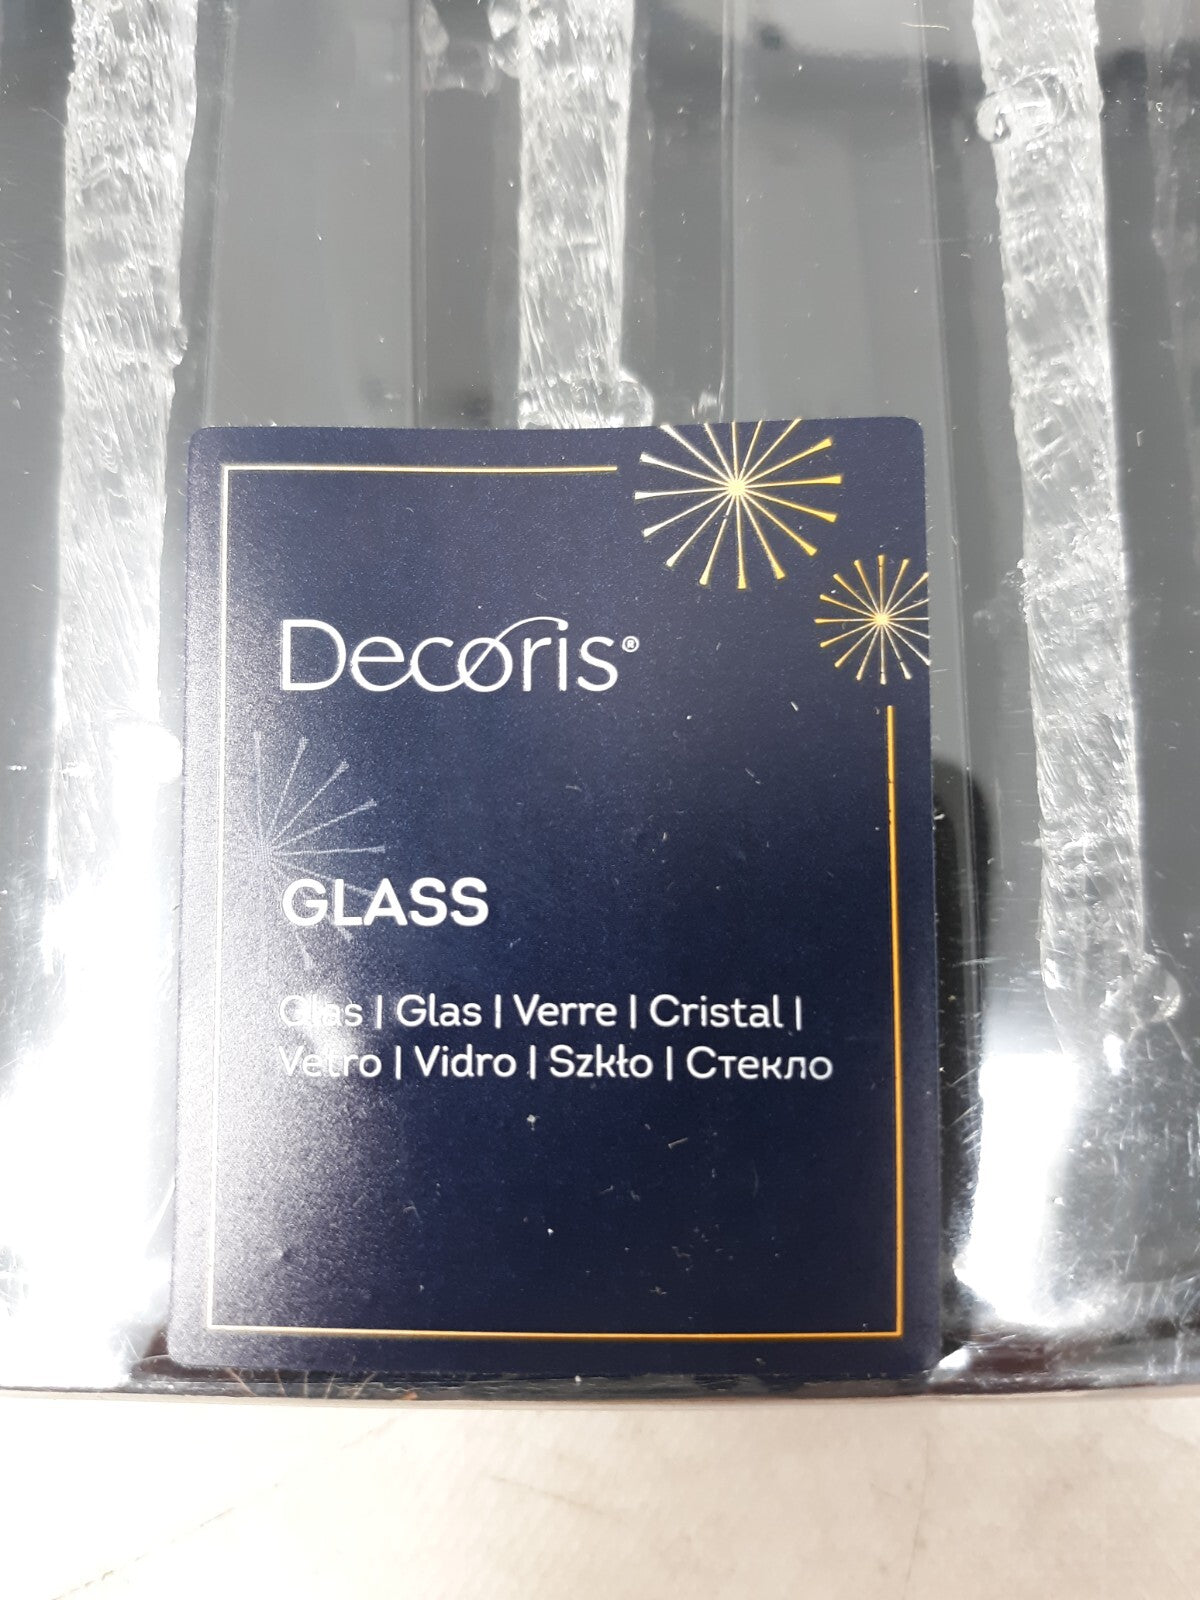 Decoris®
GLASS
Glas | Glas | Verre | Cristal |
Vetro | Vidro | Szkło | Стекло